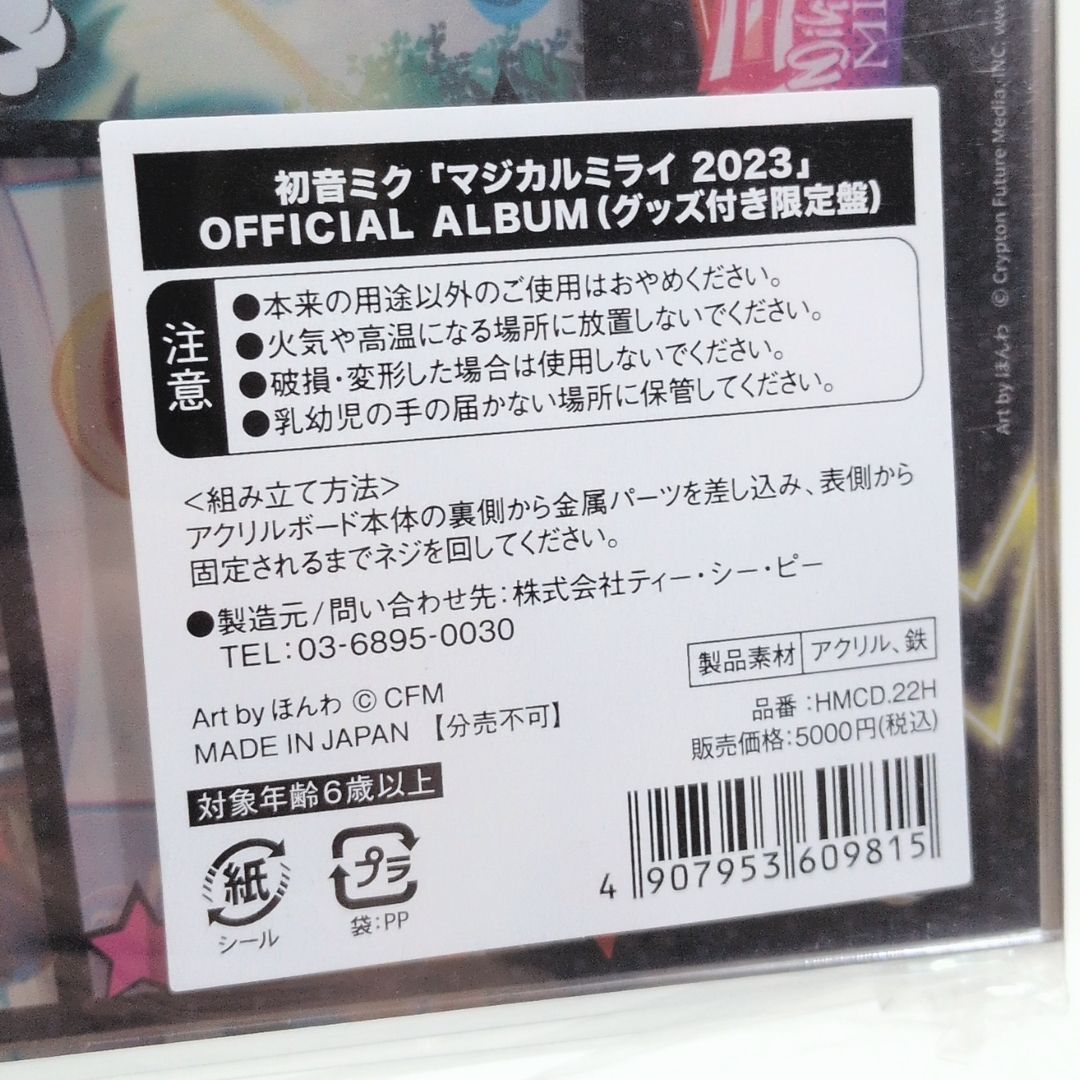 初音ミク「マジカルミライ 2023」
OFFICIAL ALBUM(グッズ付き限定盤)
注意
●本来の用途以外のご使用はおやめください。
●火気や高温になる場所に放置しないでください。
●破損・変形した場合は使用しないでください。
●乳幼児の手の届かない場所に保管してください。
<組み立て方法>
アクリルボード本体の裏側から金属パーツを差し込み、表側から
固定されるまでネジを回してください。
●製造元/問い合わせ先:株式会社ティー・シー・ピー
TEL:03-6895-0030
製品素材 アクリル、鉄
Art by ほんわ © CFM
品番:HMCD.22H
MADE IN JAPAN 【分売不可】
販売価格:5000円(税込)
対象年齢6歳以上
紙
シール
プラ
袋:PP
4 907953 609815
Art by ほんわ © Crypton Future Media, INC. www